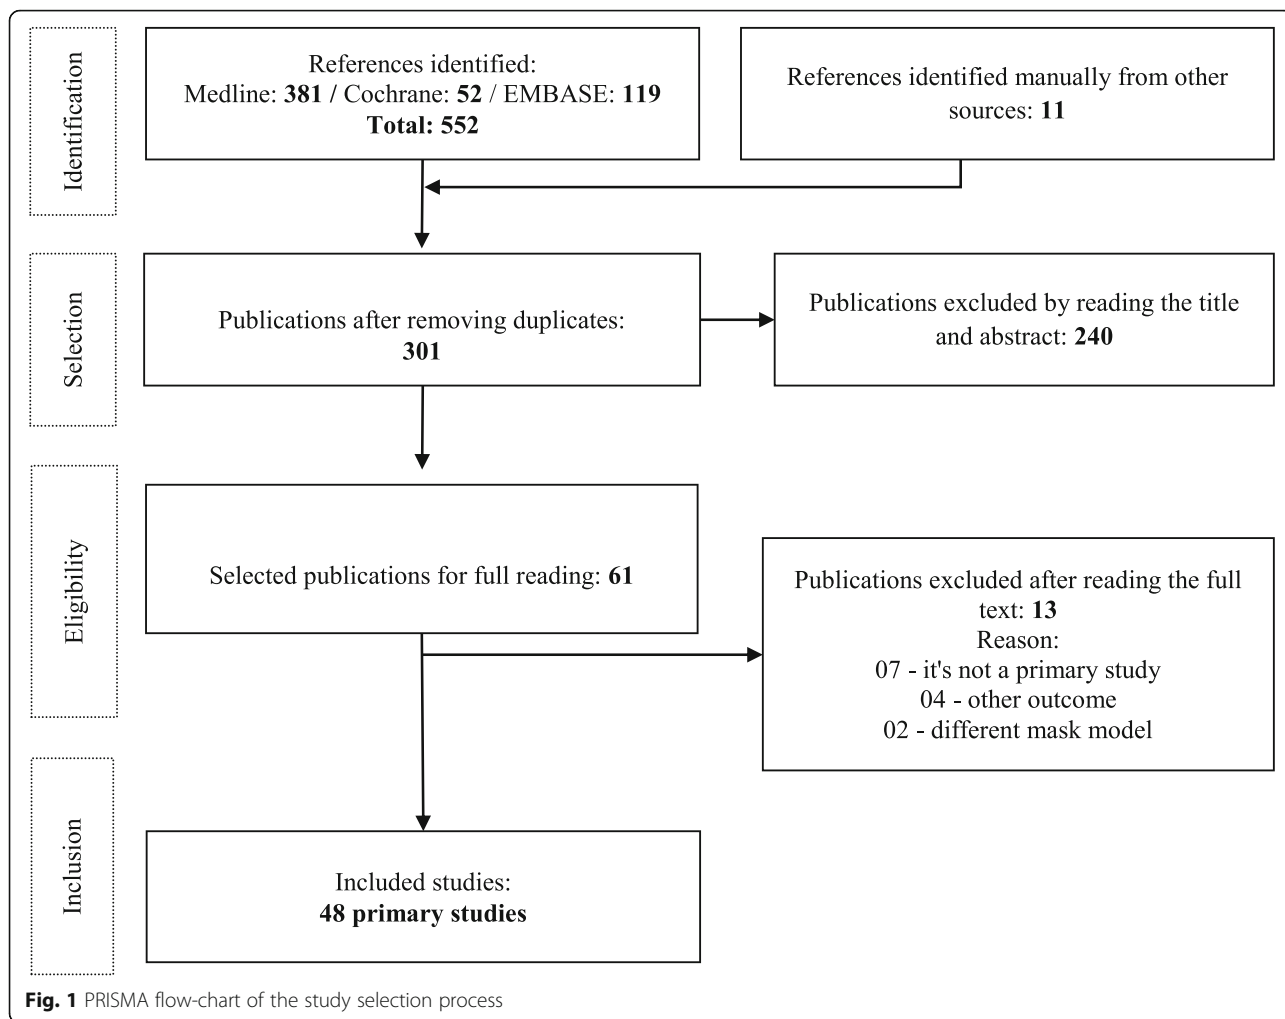 Identification
References identified:
Medline: 381 / Cochrane: 52 / EMBASE: 119
Total: 552
References identified manually from other
sources: 11
Selection
Publications after removing duplicates:
301
Publications excluded by reading the title
and abstract: 240
Eligibility
Selected publications for full reading: 61
Publications excluded after reading the full
text: 13
Reason:
07 - it's not a primary study
04 - other outcome
02 - different mask model
Inclusion
Included studies:
48 primary studies
Fig. 1 PRISMA flow-chart of the study selection process